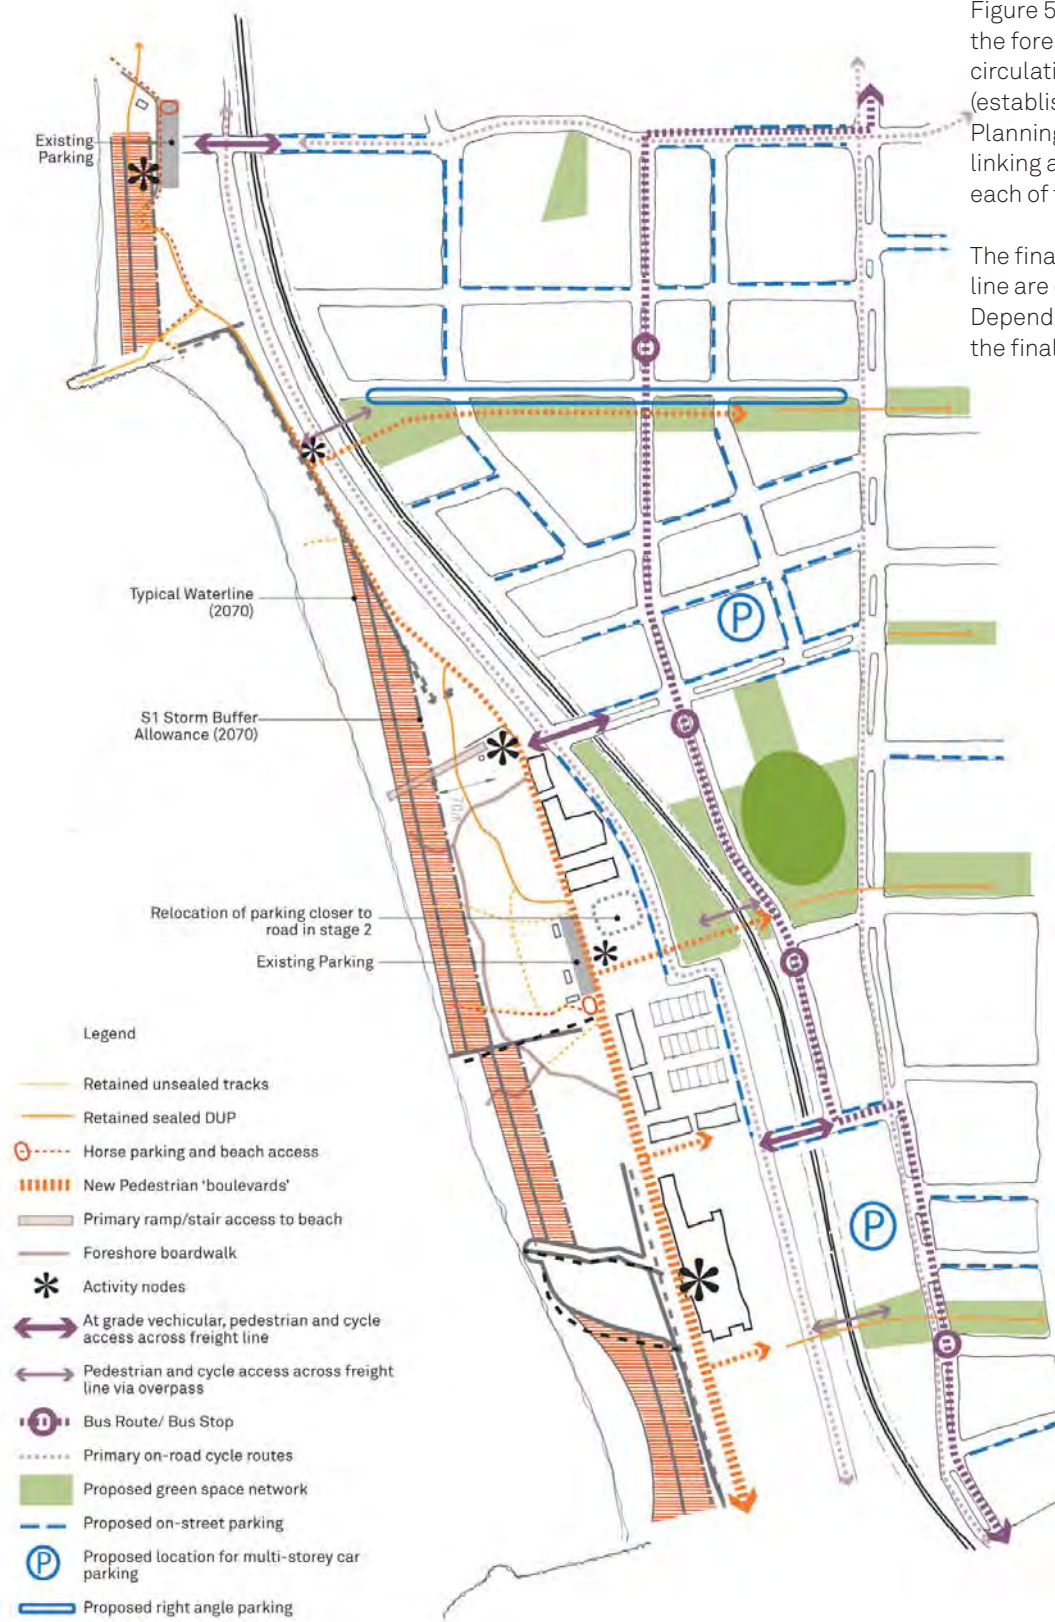 Figure 5
the fore
circulati
(establis
Planning
linking a
each of
The fina
line are
Depend
the final
Existing
Parking
Typical Waterline
(2070)
S1 Storm Buffer
Allowance (2070)
70m
Relocation of parking closer to
road in stage 2
Existing Parking
P
P
Legend
Retained unsealed tracks
Retained sealed DUP
Horse parking and beach access
New Pedestrian 'boulevards'
Primary ramp/stair access to beach
Foreshore boardwalk
Activity nodes
At grade vechicular, pedestrian and cycle
access across freight line
Pedestrian and cycle access across freight
line via overpass
Bus Route/ Bus Stop
Primary on-road cycle routes
Proposed green space network
Proposed on-street parking
P
Proposed location for multi-storey car
parking
Proposed right angle parking